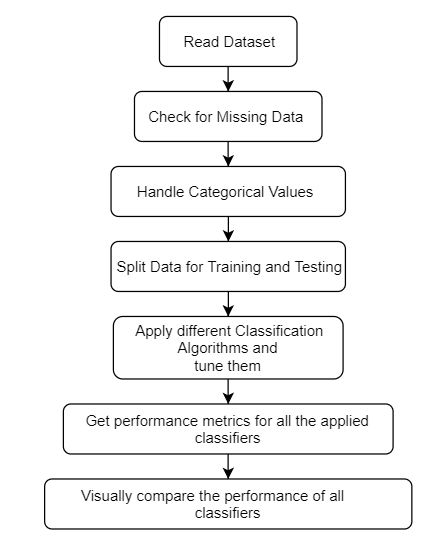 Read Dataset
Check for Missing Data
Handle Categorical Values
Split Data for Training and Testing
Apply different Classification
Algorithms and
tune them
Get performance metrics for all the applied
classifiers
Visually compare the performance of all
classifiers